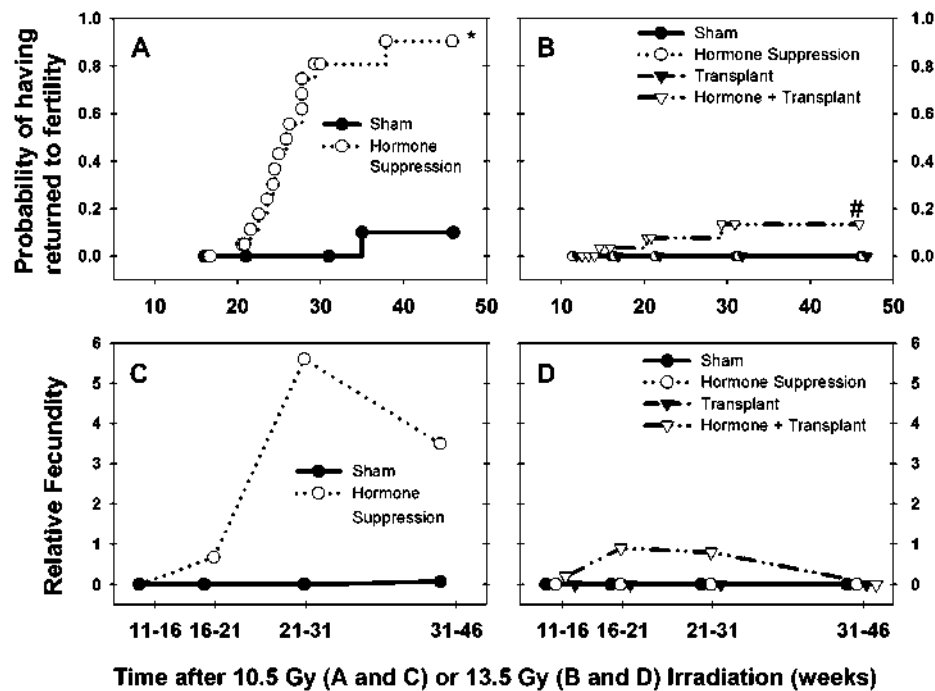 Probability of having
returned to fertility
1.0
0.8
0.6
0.4
0.2
0.0
A
*
Sham
Hormone
Suppression
10 20 30 40 50
B
Sham
Hormone Suppression
Transplant
Hormone + Transplant
#
1.0
0.8
0.6
0.4
0.2
0.0
10 20 30 40 50
Relative Fecundity
6
5
4
3
2
1
0
C
Sham
Hormone
Suppression
11-16 16-21 21-31 31-46
D
Sham
Hormone Suppression
Transplant
Hormone + Transplant
6
5
4
3
2
1
0
11-16 16-21 21-31 31-46
Time after 10.5 Gy (A and C) or 13.5 Gy (B and D) Irradiation (weeks)